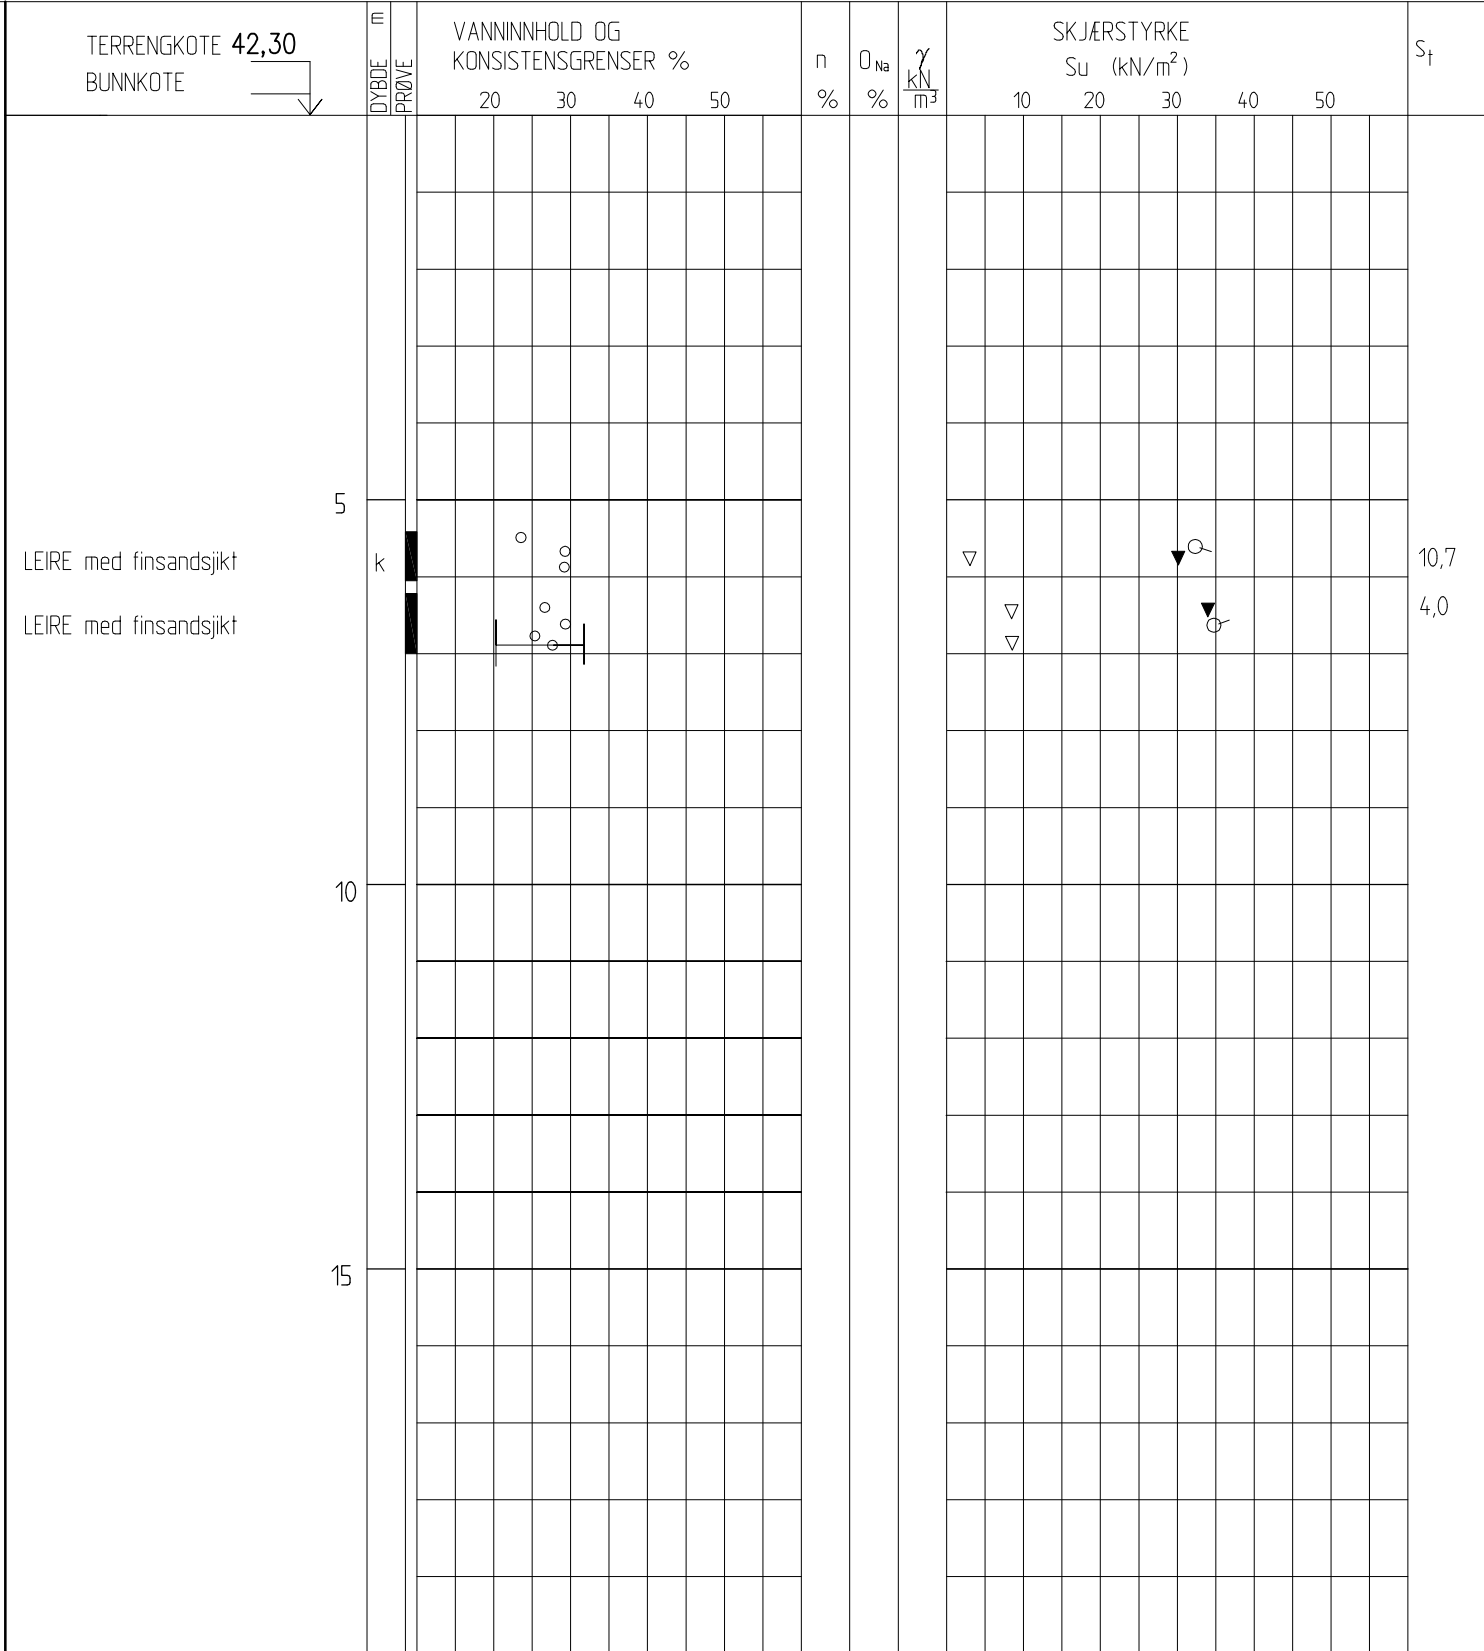 TERRENGKOTE 42,30
BUNNKOTE
DYBDE m
PRØVE
VANNINNHOLD OG
KONSISTENSGRENSER %
20 30 40 50
n
%
O Na
%
γ
kN
m³
SKJÆRSTYRKE
Su (kN/m²)
10 20 30 40 50
St
5
LEIRE med finsandsjikt k 10,7
4,0
LEIRE med finsandsjikt
10
15